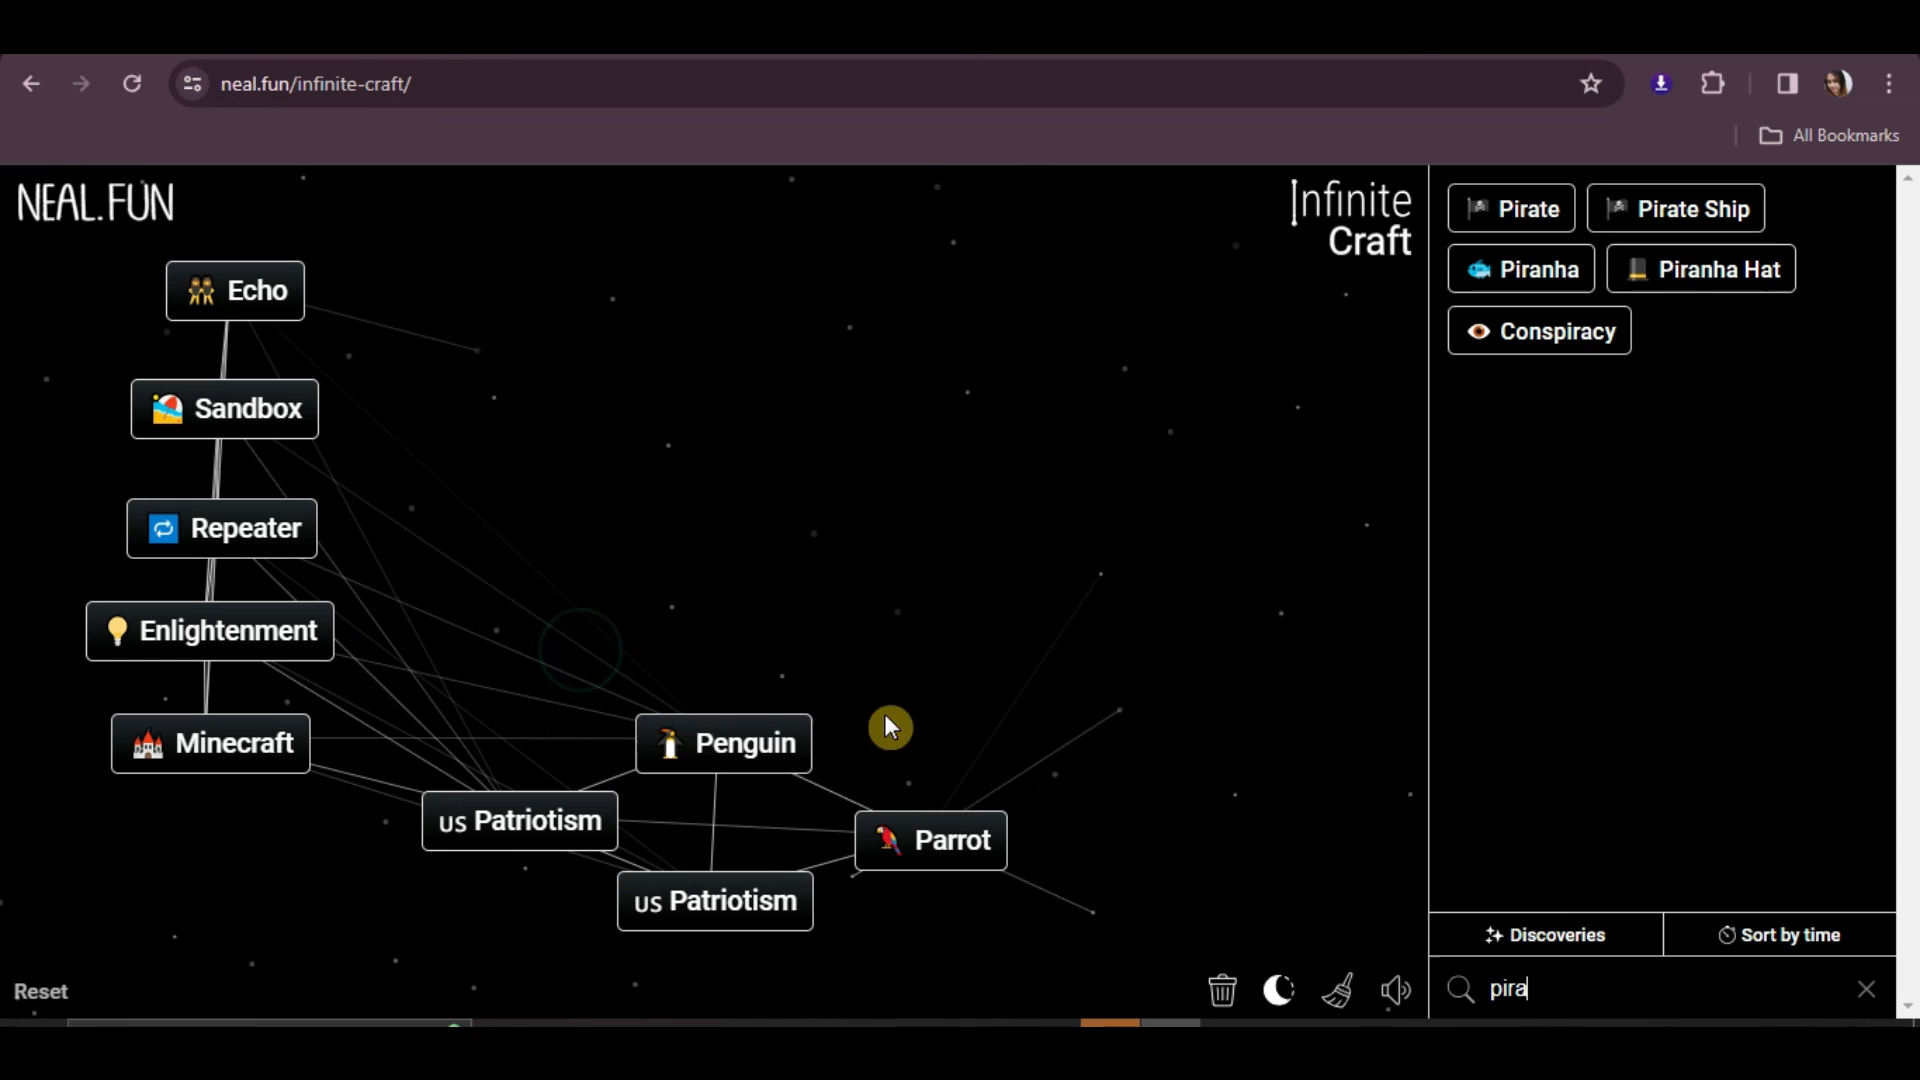 neal.fun/infinite-craft/
All Bookmarks
NEAL.FUN
Infinite
Craft
Echo
Sandbox
Repeater
Enlightenment
Minecraft
Penguin
us Patriotism
Parrot
us Patriotism
Reset
Pirate
Pirate Ship
Piranha
Piranha Hat
Conspiracy
Discoveries
Sort by time
pira